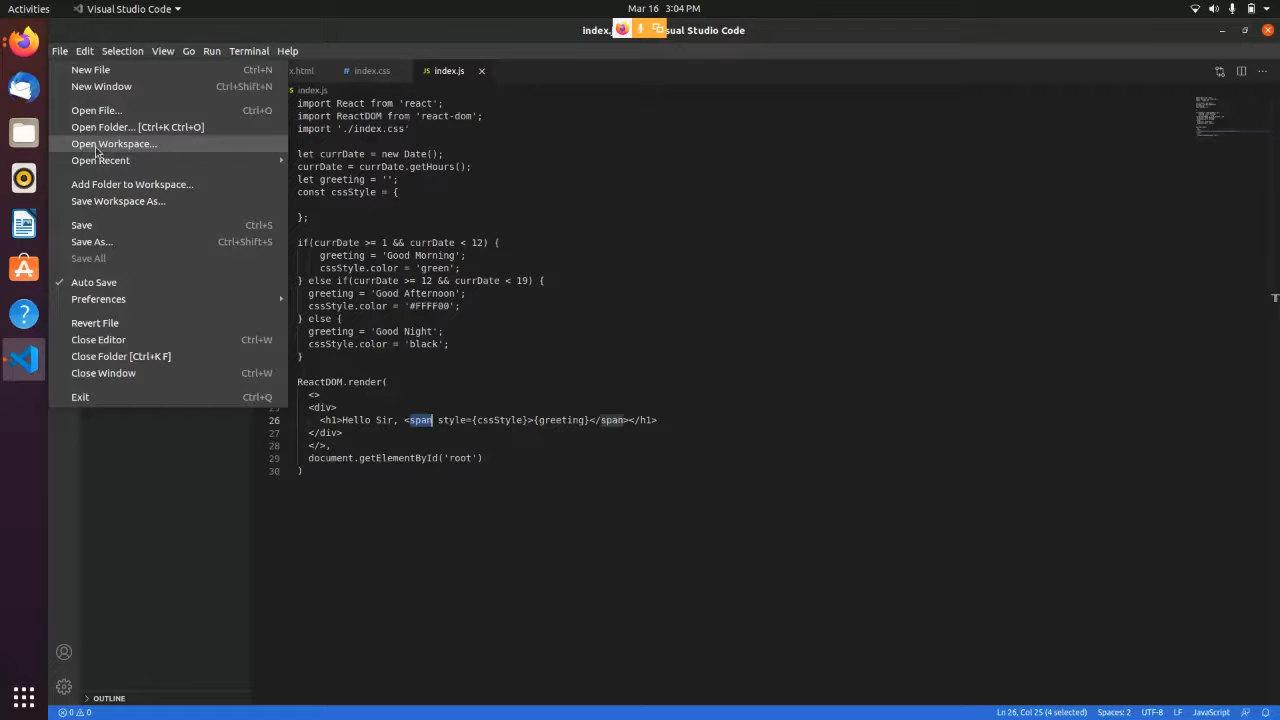 Activities
Visual Studio Code
Mar 16 3:04 PM
index.
sual Studio Code
File Edit Selection View Go Run Terminal Help
New File Ctrl+N
New Window Ctrl+Shift+N
Open File... Ctrl+O
Open Folder... [Ctrl+K Ctrl+O]
Open Workspace...
Open Recent
Add Folder to Workspace...
Save Workspace As...
Save Ctrl+S
Save As... Ctrl+Shift+S
Save All
Auto Save
Preferences
Revert File
Close Editor Ctrl+W
Close Folder [Ctrl+K F]
Close Window Ctrl+W
Exit Ctrl+Q
x.html
index.css
JS index.js
JS index.js
import React from 'react';
import ReactDOM from 'react-dom';
import './index.css'
let currDate = new Date();
currDate = currDate.getHours();
let greeting = '';
const cssStyle = {
};
if(currDate >= 1 && currDate < 12) {
greeting = 'Good Morning';
cssStyle.color = 'green';
} else if(currDate >= 12 && currDate < 19) {
greeting = 'Good Afternoon';
cssStyle.color = '#FFFF00';
} else {
greeting = 'Good Night';
cssStyle.color = 'black';
}
ReactDOM.render(
<>
<div>
26 <h1>Hello Sir, <span style={cssStyle}>{greeting}</span></h1>
27 </div>
28 </>,
29 document.getElementById('root')
30 )
OUTLINE
0 0
Ln 26, Col 25 (4 selected) Spaces: 2 UTF-8 LF JavaScript